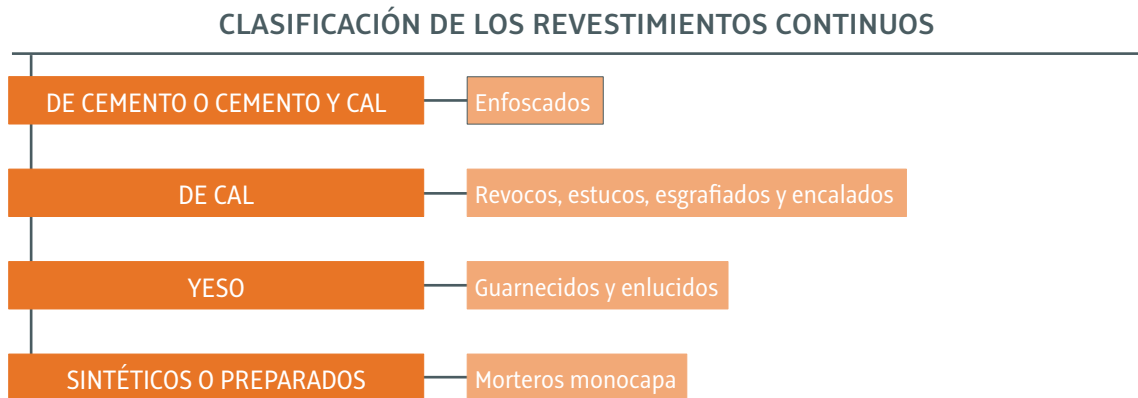 CLASIFICACIÓN DE LOS REVESTIMIENTOS CONTINUOS
DE CEMENTO O CEMENTO Y CAL
Enfoscados
DE CAL
Revocos, estucos, esgrafiados y encalados
YESO
Guarnecidos y enlucidos
SINTÉTICOS O PREPARADOS
Morteros monocapa